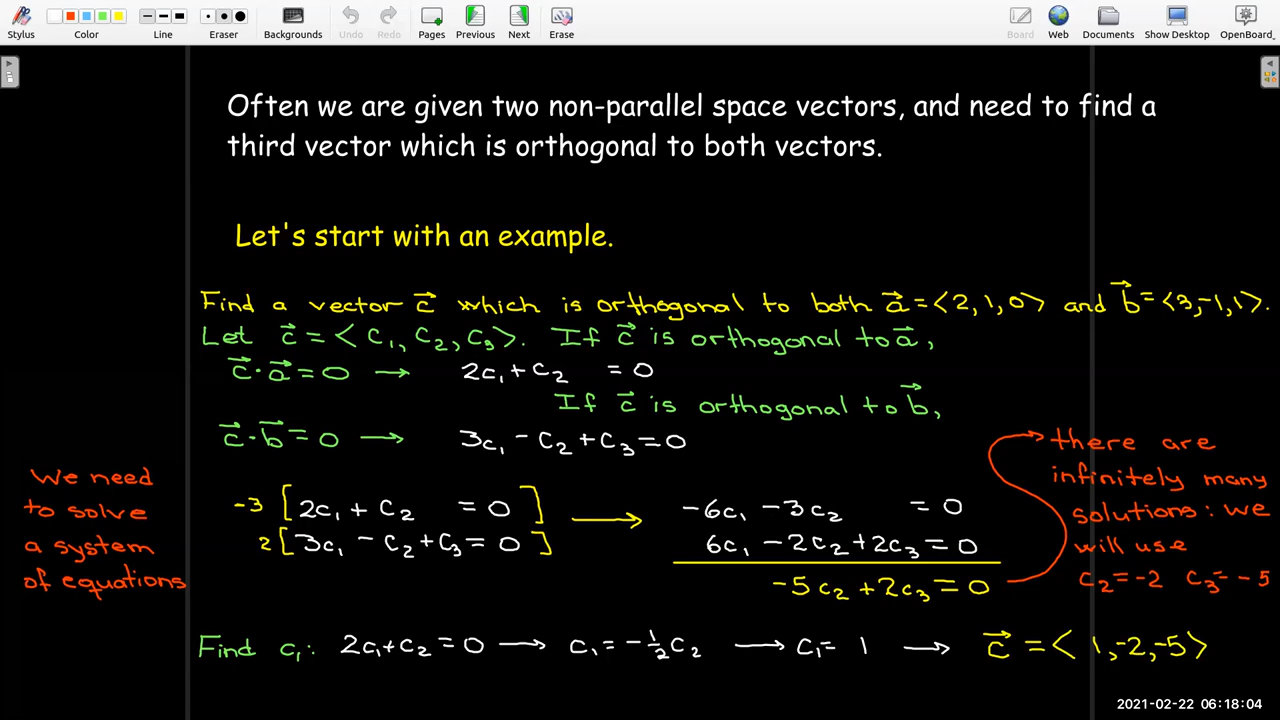 Stylus Color Line Eraser Backgrounds Undo Redo Pages Previous Next Erase Board Web Documents Show Desktop OpenBoard
Often we are given two non-parallel space vectors, and need to find a
third vector which is orthogonal to both vectors.
Let's start with an example.
Find a vector c⃗ which is orthogonal to both a⃗ = <2,1,0> and b⃗ = <3,-1,1>.
Let c⃗ = < c₁, c₂, c₃>. If c⃗ is orthogonal to a⃗,
c⃗ · a⃗ = 0 → 2c₁ + c₂ = 0
If c⃗ is orthogonal to b⃗,
c⃗ · b⃗ = 0 → 3c₁ - c₂ + c₃ = 0
We need
to solve
a system
of equations
-3 [ 2c₁ + c₂ = 0 ] → -6c₁ - 3c₂ = 0
2 [ 3c₁ - c₂ + c₃ = 0 ] 6c₁ - 2c₂ + 2c₃ = 0
-5c₂ + 2c₃ = 0
there are
infinitely many
solutions: we
will use
c₂ = -2 c₃ = -5
Find c₁: 2c₁ + c₂ = 0 → c₁ = -½c₂ → c₁ = 1 → c⃗ = < 1, -2, -5>
2021-02-22 06:18:04